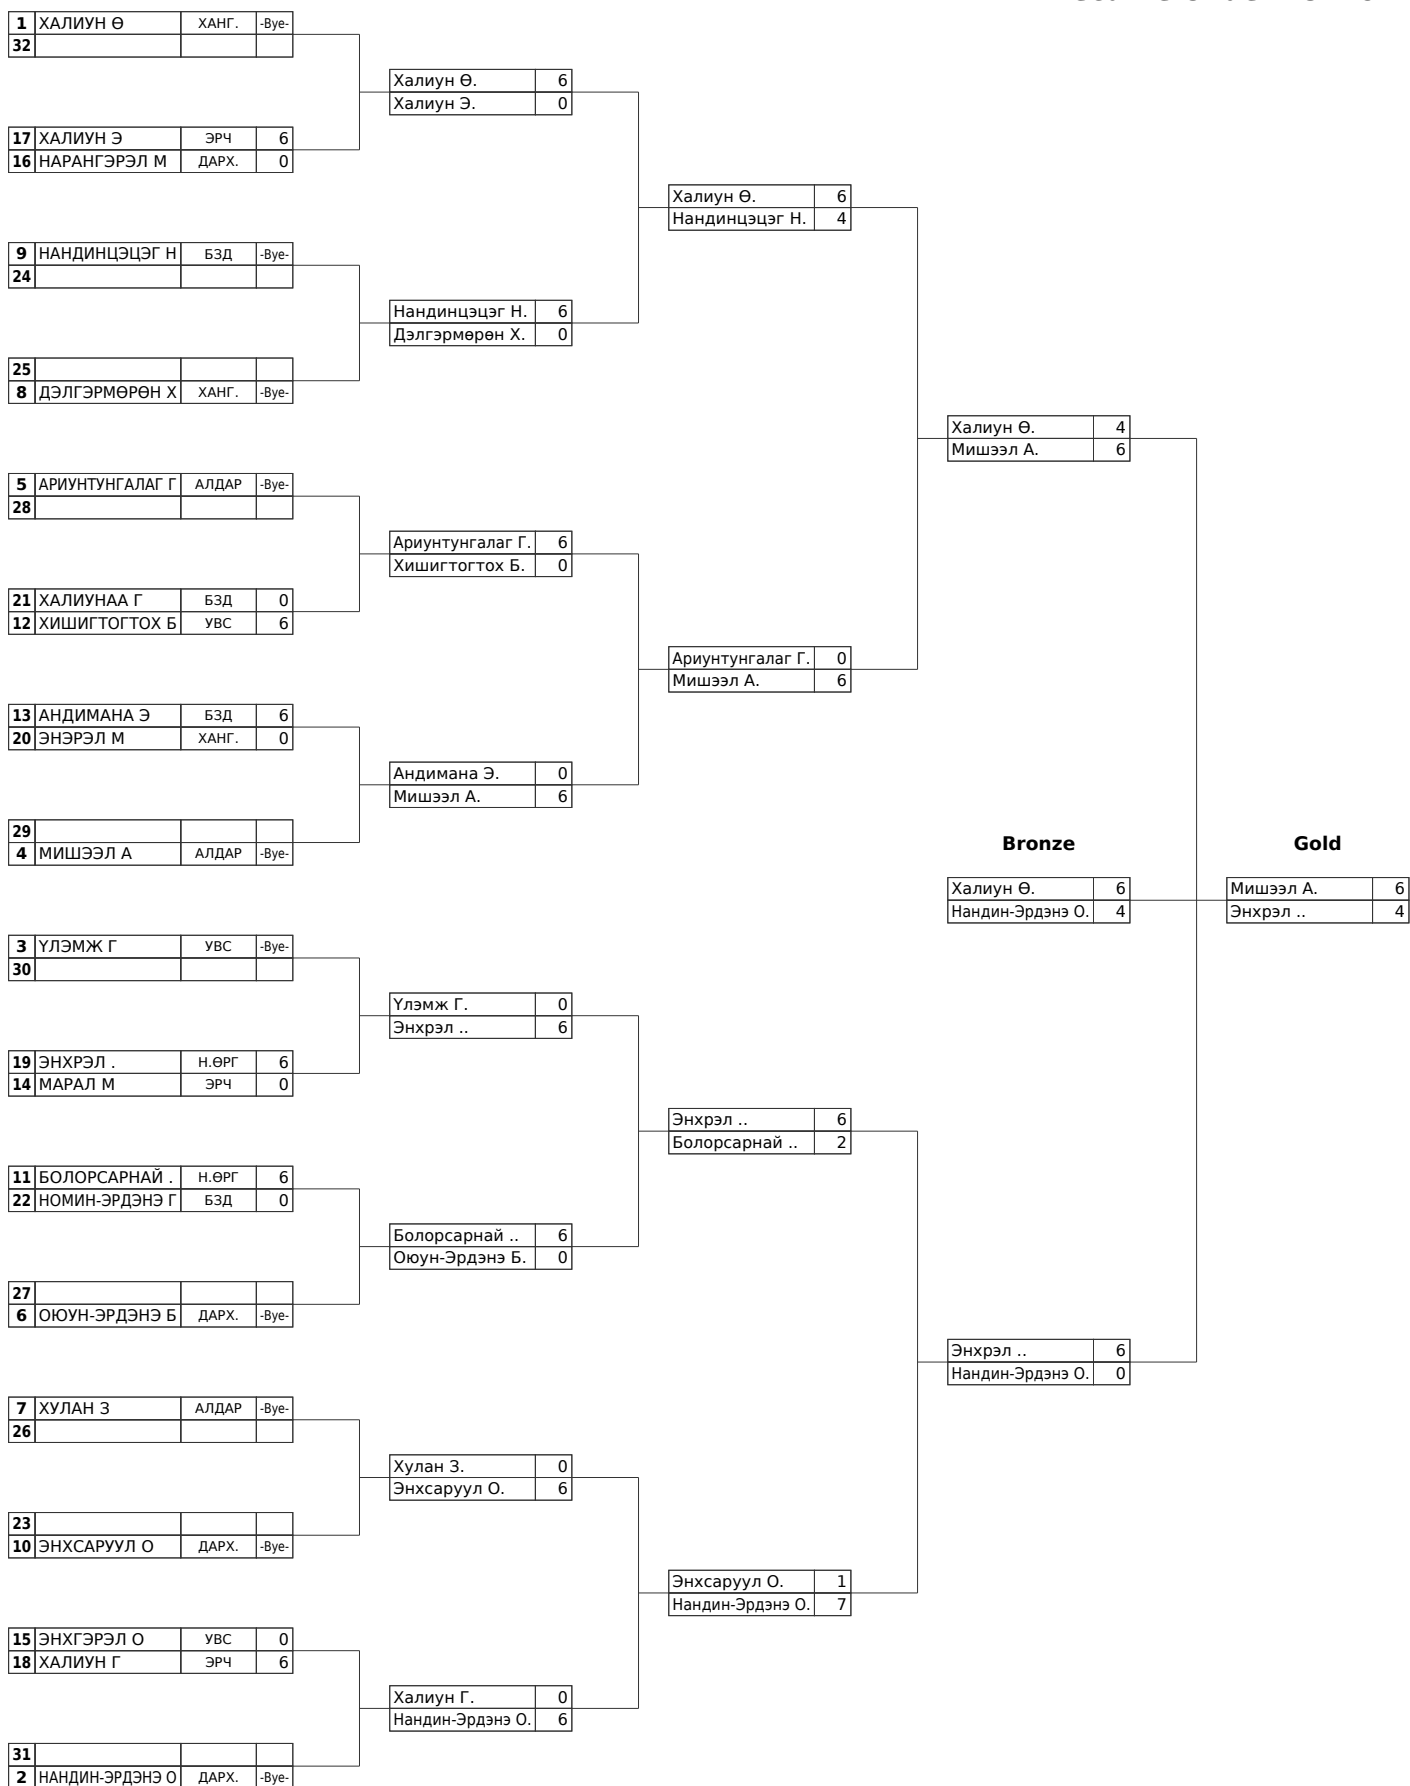 1 ХАЛИУН Ө ХАНГ. -Bye-
32
Халиун Ө. 6
Халиун Э. 0
17 ХАЛИУН Э ЭРЧ 6
16 НАРАНГЭРЭЛ М ДАРХ. 0
Халиун Ө. 6
Нандинцэцэг Н. 4
9 НАНДИНЦЭЦЭГ Н БЗД -Bye-
24
Нандинцэцэг Н. 6
Дэлгэрмөрөн Х. 0
25
8 ДЭЛГЭРМӨРӨН Х ХАНГ. -Bye-
Халиун Ө. 4
Мишээл А. 6
5 АРИУНТУНГАЛАГ Г АЛДАР -Bye-
28
Ариунтунгалаг Г. 6
Хишигтогтох Б. 0
21 ХАЛИУНАА Г БЗД 0
12 ХИШИГТОГТОХ Б УВС 6
Ариунтунгалаг Г. 0
Мишээл А. 6
13 АНДИМАНА Э БЗД 6
20 ЭНЭРЭЛ М ХАНГ. 0
Андимана Э. 0
Мишээл А. 6
29
4 МИШЭЭЛ А АЛДАР -Bye-
Bronze Gold
Халиун Ө. 6 Мишээл А. 6
Нандин-Эрдэнэ О. 4 Энхрэл .. 4
3 ҮЛЭМЖ Г УВС -Bye-
30
Үлэмж Г. 0
Энхрэл .. 6
19 ЭНХРЭЛ . Н.ӨРГ 6
14 МАРАЛ М ЭРЧ 0
Энхрэл .. 6
Болорсарнай .. 2
11 БОЛОРСАРНАЙ . Н.ӨРГ 6
22 НОМИН-ЭРДЭНЭ Г БЗД 0
Болорсарнай .. 6
Оюун-Эрдэнэ Б. 0
27
6 ОЮУН-ЭРДЭНЭ Б ДАРХ. -Bye-
Энхрэл .. 6
Нандин-Эрдэнэ О. 0
7 ХУЛАН З АЛДАР -Bye-
26
Хулан З. 0
Энхсаруул О. 6
23
10 ЭНХСАРУУЛ О ДАРХ. -Bye-
Энхсаруул О. 1
Нандин-Эрдэнэ О. 7
15 ЭНХГЭРЭЛ О УВС 0
18 ХАЛИУН Г ЭРЧ 6
Халиун Г. 0
Нандин-Эрдэнэ О. 6
31
2 НАНДИН-ЭРДЭНЭ О ДАРХ. -Bye-